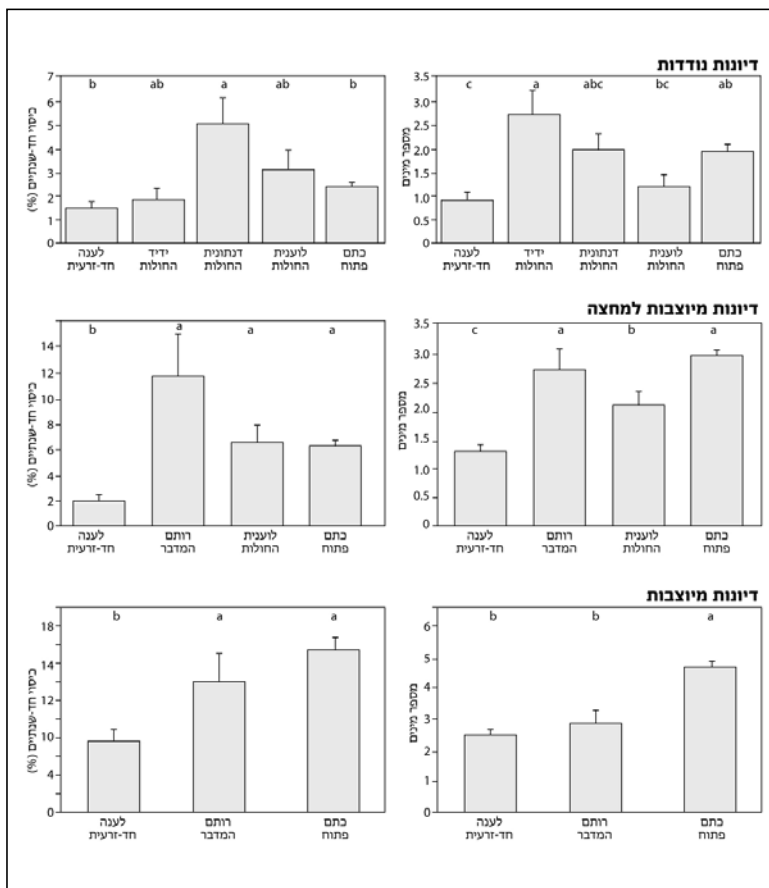 דיונות נודדות
מספר מינים
3.5
3.0
2.5
2.0
1.5
1.0
0.5
0
c a abc bc ab
לענה חד-זרעית
ידיד החולות
דנתונית החולות
לוענית החולות
כתם פתוח
כיסוי חד-שנתיים (%)
7
6
5
4
3
2
1
0
b ab a ab b
לענה חד-זרעית
ידיד החולות
דנתונית החולות
לוענית החולות
כתם פתוח
דיונות מיוצבות למחצה
מספר מינים
3.5
3.0
2.5
2.0
1.5
1.0
0.5
0
c a b a
לענה חד-זרעית
רותם המדבר
לוענית החולות
כתם פתוח
כיסוי חד-שנתיים (%)
14
12
10
8
6
4
2
0
b a a a
לענה חד-זרעית
רותם המדבר
לוענית החולות
כתם פתוח
דיונות מיוצבות
מספר מינים
6
5
4
3
2
1
0
b b a
לענה חד-זרעית
רותם המדבר
כתם פתוח
כיסוי חד-שנתיים (%)
18
14
12
10
4
0
b a a
לענה חד-זרעית
רותם המדבר
כתם פתוח